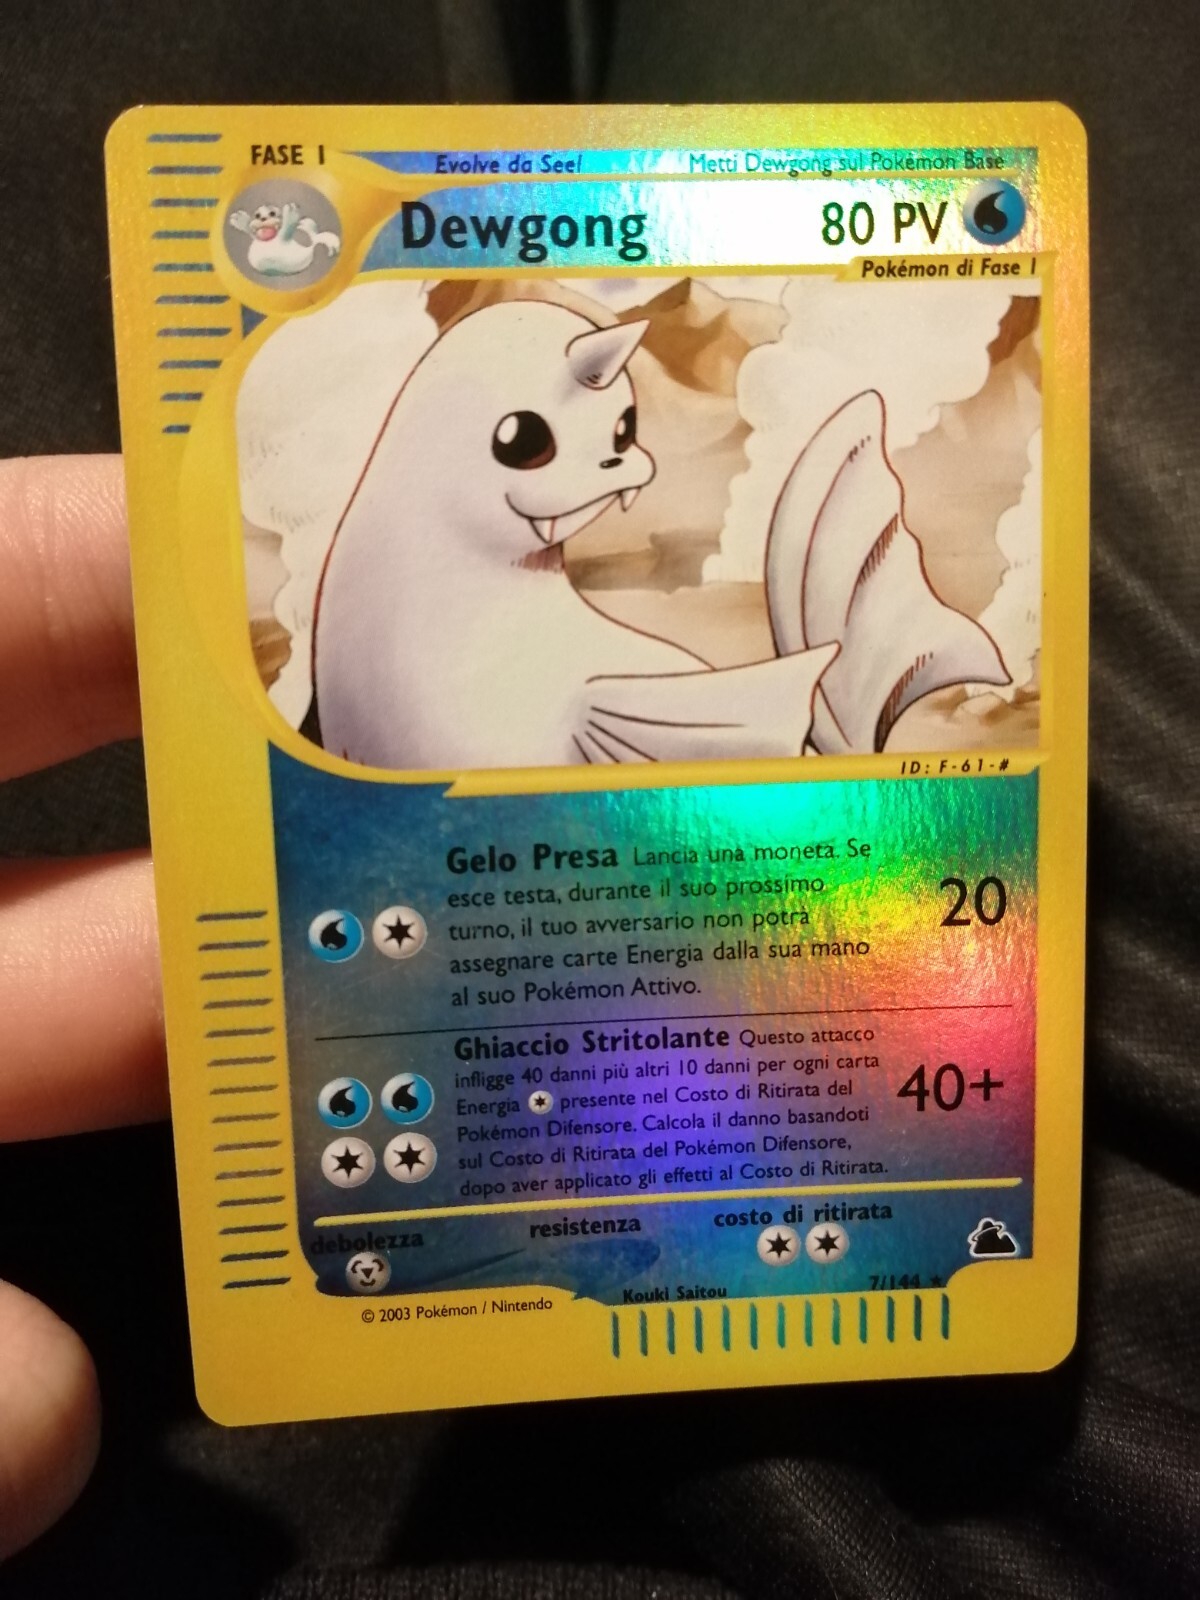 FASE 1
Evolve da Seel
Metti Dewgong sul Pokémon Base
Dewgong
80 PV
Pokémon di Fase 1
ID: F-61-#
Gelo Presa Lancia una moneta. Se
esce testa, durante il suo prossimo
turno, il tuo avversario non potrà
assegnare carte Energia dalla sua mano
al suo Pokémon Attivo.
20
Ghiaccio Stritolante Questo attacco
infligge 40 danni più altri 10 danni per ogni carta
Energia presente nel Costo di Ritirata del
Pokémon Difensore. Calcola il danno basandoti
sul Costo di Ritirata del Pokémon Difensore,
dopo aver applicato gli effetti al Costo di Ritirata.
40+
debolezza
resistenza
costo di ritirata
Kouki Saitou
7/144 ★
© 2003 Pokémon / Nintendo